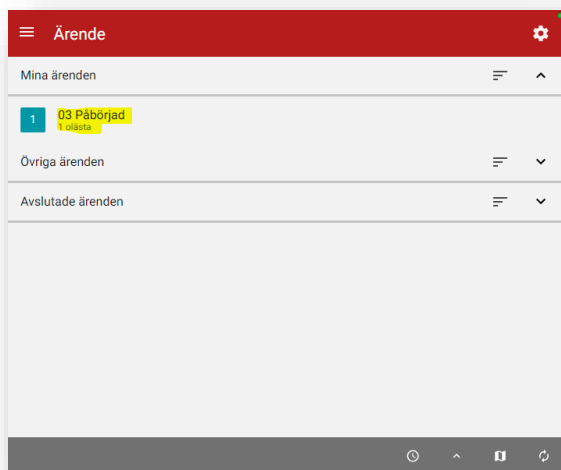 Ärende
Mina ärenden
1
03 Påbörjad
1 olästa
Övriga ärenden
Avslutade ärenden